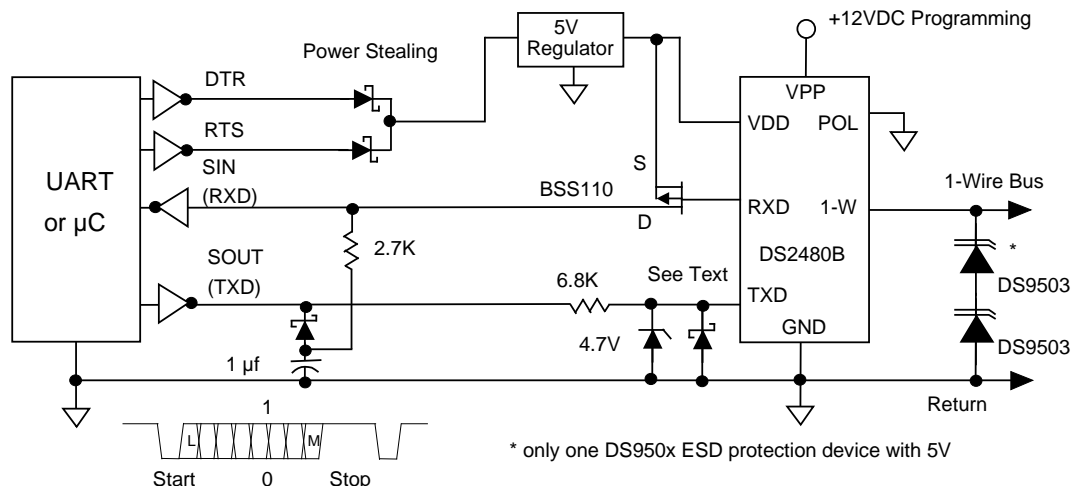 +12VDC Programming
5V
Regulator
Power Stealing
DTR
VPP
VDD
POL
RTS
SIN
(RXD)
S
UART
or µC
BSS110
D
RXD
1-W
1-Wire Bus
2.7K
DS2480B
*
SOUT
(TXD)
6.8K
See Text
TXD
DS9503
GND
4.7V
DS9503
1 µf
Return
1
L
M
* only one DS950x ESD protection device with 5V
Start
0
Stop